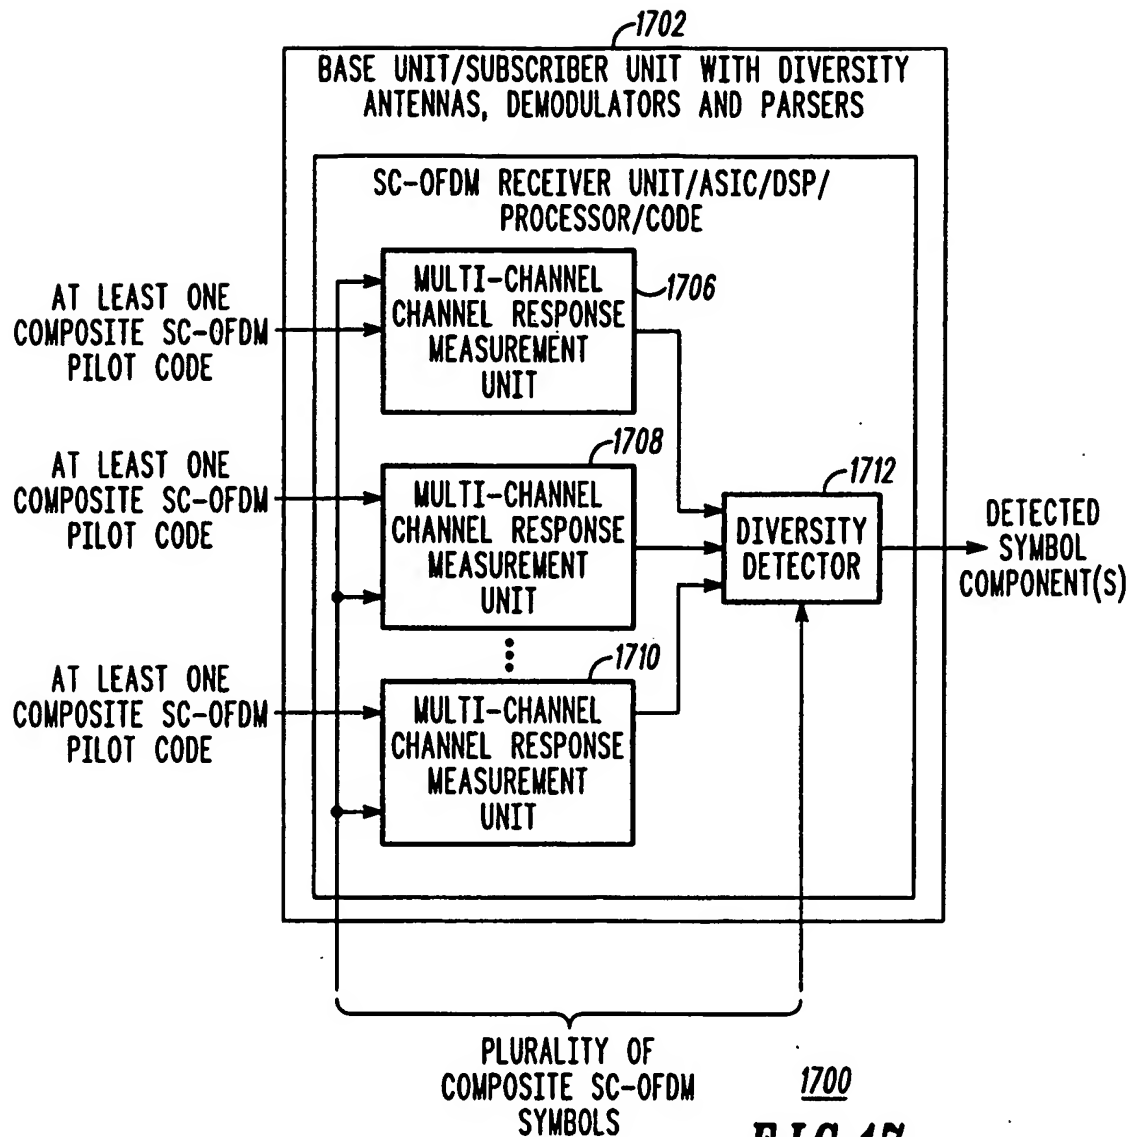 1702
BASE UNIT/SUBSCRIBER UNIT WITH DIVERSITY
ANTENNAS, DEMODULATORS AND PARSERS
SC-OFDM RECEIVER UNIT/ASIC/DSP/
PROCESSOR/CODE
AT LEAST ONE
COMPOSITE SC-OFDM
PILOT CODE
MULTI-CHANNEL
CHANNEL RESPONSE
MEASUREMENT
UNIT
1706
AT LEAST ONE
COMPOSITE SC-OFDM
PILOT CODE
1708
MULTI-CHANNEL
CHANNEL RESPONSE
MEASUREMENT
UNIT
1712
DIVERSITY
DETECTOR
DETECTED
SYMBOL
COMPONENT(S)
AT LEAST ONE
COMPOSITE SC-OFDM
PILOT CODE
1710
MULTI-CHANNEL
CHANNEL RESPONSE
MEASUREMENT
UNIT
PLURALITY OF
COMPOSITE SC-OFDM
SYMBOLS
1700